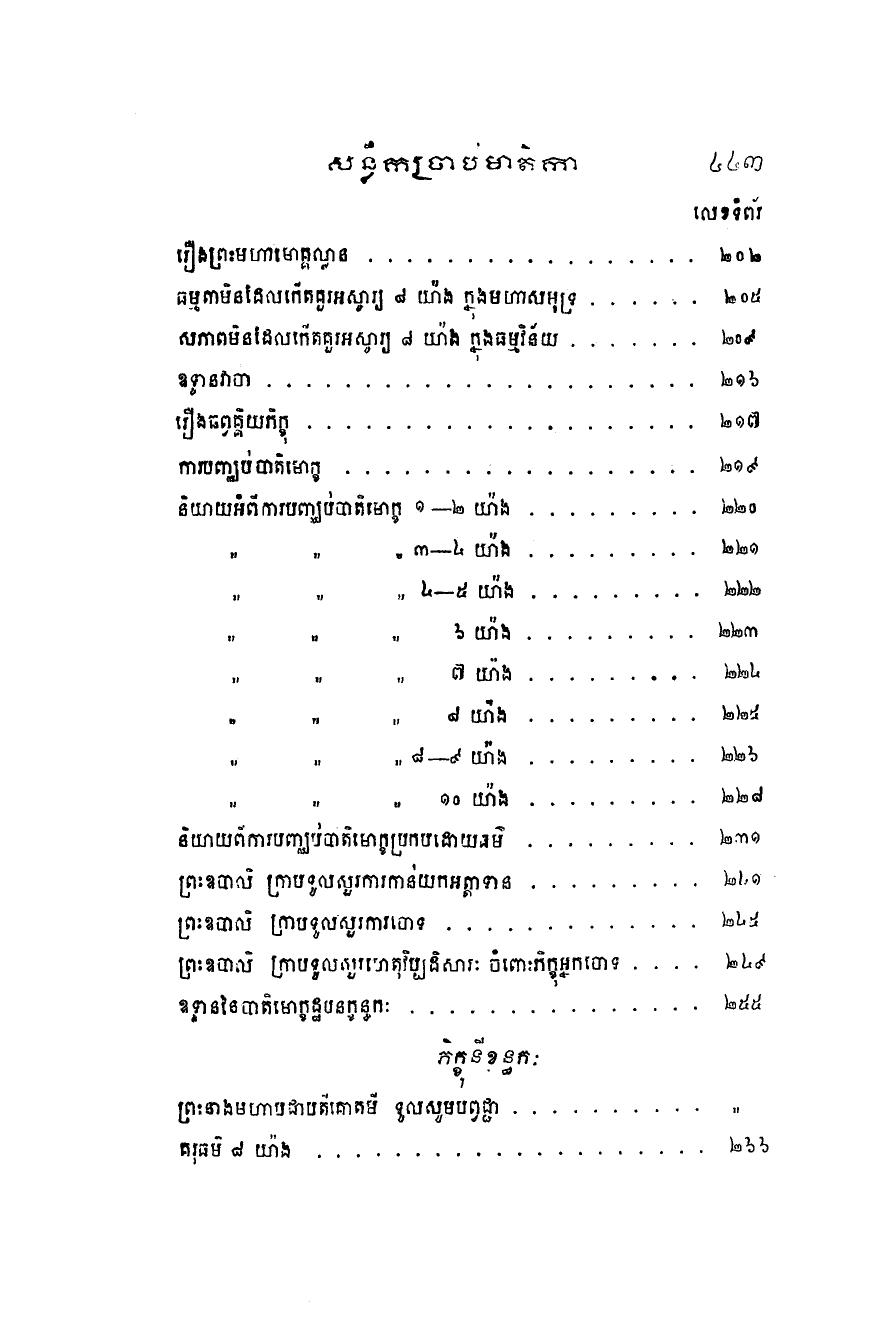 សន្លឹកប្រាប់មាតិកា ៤៤៣
លេខទំព័រ
រឿងព្រះមហាមោគ្គល្លាន . . . . . . . . . . . . . . . . . ២០២
ធម្មតាមិនដែលកើតគួរអស្ចារ្យ ៨ យ៉ាង ក្នុងមហាសមុទ្រ . . . . . . ២០៥
សភាពមិនដែលកើតគួរអស្ចារ្យ ៨ យ៉ាង ក្នុងធម្មវិន័យ . . . . . . . ២០៩
ឧទ្ទានវាចា . . . . . . . . . . . . . . . . . . . . . . ២១៦
រឿងឆព្វគ្គិយភិក្ខុ . . . . . . . . . . . . . . . . . . . . ២១៧
ការបញ្ឈប់បាតិមោក្ខ . . . . . . . . . . . . . . . . . . ២១៩
និយាយអំពីការបញ្ឈប់បាតិមោក្ខ ១—២ យ៉ាង . . . . . . . . . ២២០
„ „ „ ៣—៤ យ៉ាង . . . . . . . . . ២២១
„ „ „ ៤—៥ យ៉ាង . . . . . . . . . ២២២
„ „ „ ៦ យ៉ាង . . . . . . . . . ២២៣
„ „ „ ៧ យ៉ាង . . . . . . . . . ២២៤
„ „ „ ៨ យ៉ាង . . . . . . . . . ២២៥
„ „ „ ៨—៩ យ៉ាង . . . . . . . . . ២២៦
„ „ „ ១០ យ៉ាង . . . . . . . . . ២២៨
និយាយពីការបញ្ឈប់បាតិមោក្ខប្រកបដោយធម៌ . . . . . . . . . ២៣១
ព្រះឧបាលិ ក្រាបទូលសួរការកាន់យកអត្តាទាន . . . . . . . . . ២៤១
ព្រះឧបាលិ ក្រាបទូលសួរការចោទ . . . . . . . . . . . . . ២៤៥
ព្រះឧបាលិ ក្រាបទូលសួរហេតុវិប្បដិសារៈ ចំពោះភិក្ខុអ្នកចោទ . . . . ២៤៩
ឧទ្ទាននៃបាតិមោក្ខដ្ឋបនក្ខន្ធកៈ . . . . . . . . . . . . . . . ២៥៥
ភិក្ខុនីខន្ធកៈ
ព្រះនាងមហាបជាបតីគោតមី ទូលសូមបព្វជ្ជា . . . . . . . . . . „
គរុធម៌ ៨ យ៉ាង . . . . . . . . . . . . . . . . . . . . ២៦៦